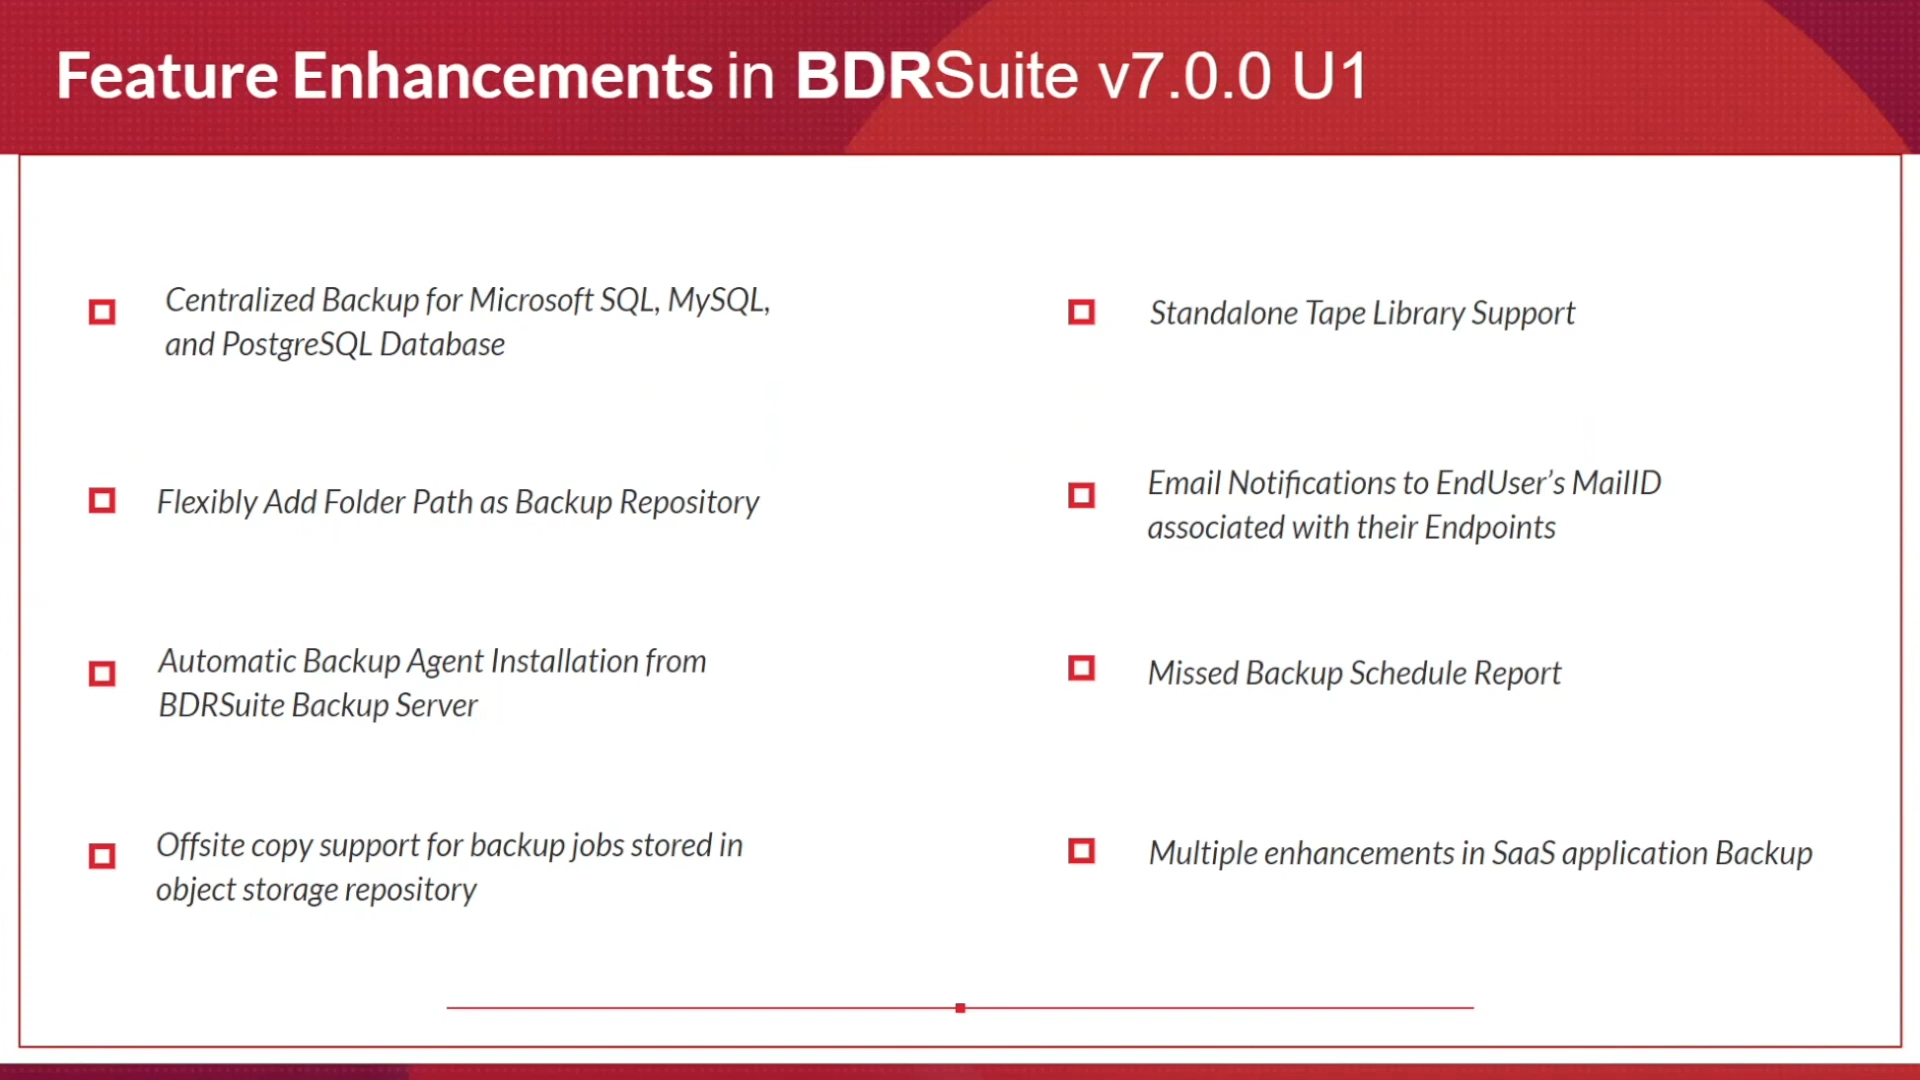 Feature Enhancements in BDRSuite v7.0.0 U1
Centralized Backup for Microsoft SQL, MySQL,
and PostgreSQL Database
Flexibly Add Folder Path as Backup Repository
Automatic Backup Agent Installation from
BDRSuite Backup Server
Offsite copy support for backup jobs stored in
object storage repository
Standalone Tape Library Support
Email Notifications to EndUser’s MailID
associated with their Endpoints
Missed Backup Schedule Report
Multiple enhancements in SaaS application Backup